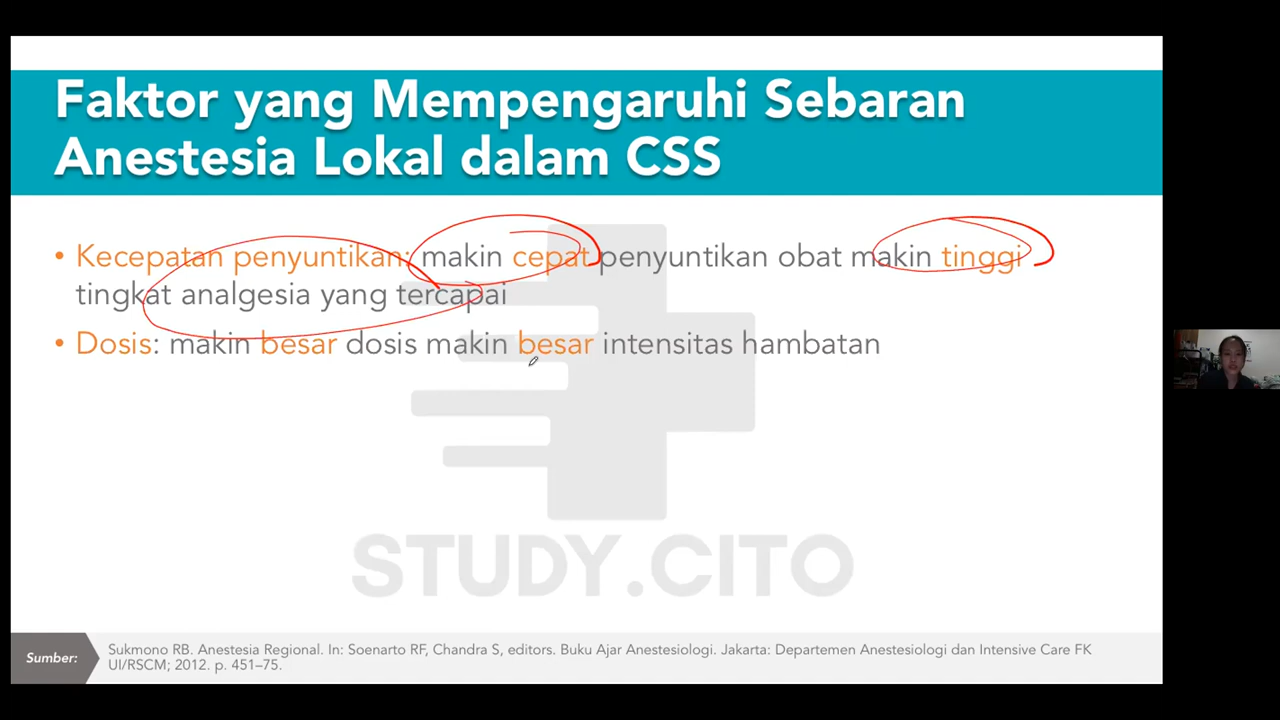 Faktor yang Mempengaruhi Sebaran
Anestesia Lokal dalam CSS
• Kecepatan penyuntikan: makin cepat penyuntikan obat makin tinggi
tingkat analgesia yang tercapai
• Dosis: makin besar dosis makin besar intensitas hambatan
STUDY.CITO
Sumber:
Sukmono RB. Anestesia Regional. In: Soenarto RF, Chandra S, editors. Buku Ajar Anestesiologi. Jakarta: Departemen Anestesiologi dan Intensive Care FK
UI/RSCM; 2012. p. 451–75.